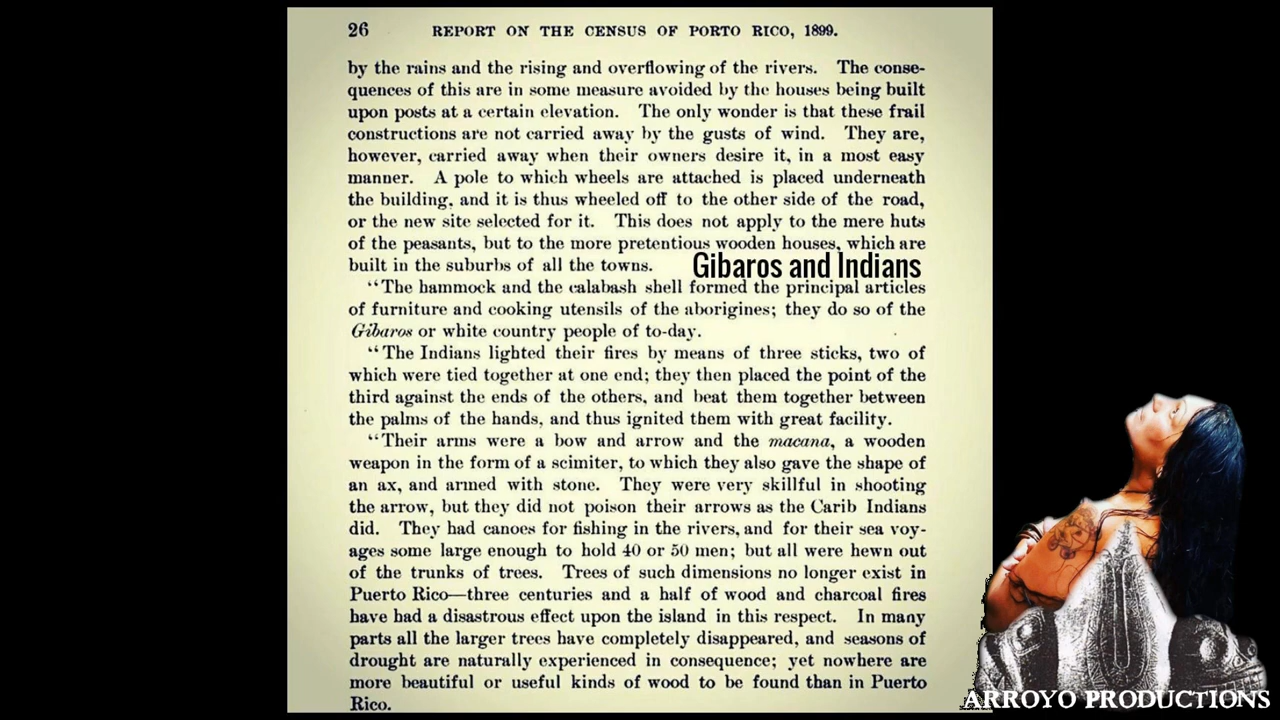 26 REPORT ON THE CENSUS OF PORTO RICO, 1899.
by the rains and the rising and overflowing of the rivers. The conse-
quences of this are in some measure avoided by the houses being built
upon posts at a certain elevation. The only wonder is that these frail
constructions are not carried away by the gusts of wind. They are,
however, carried away when their owners desire it, in a most easy
manner. A pole to which wheels are attached is placed underneath
the building, and it is thus wheeled off to the other side of the road,
or the new site selected for it. This does not apply to the mere huts
of the peasants, but to the more pretentious wooden houses, which are
built in the suburbs of all the towns.
Gibaros and Indians
“The hammock and the calabash shell formed the principal articles
of furniture and cooking utensils of the aborigines; they do so of the
Gibaros or white country people of to-day.
“The Indians lighted their fires by means of three sticks, two of
which were tied together at one end; they then placed the point of the
third against the ends of the others, and beat them together between
the palms of the hands, and thus ignited them with great facility.
“Their arms were a bow and arrow and the macana, a wooden
weapon in the form of a scimiter, to which they also gave the shape of
an ax, and armed with stone. They were very skillful in shooting
the arrow, but they did not poison their arrows as the Carib Indians
did. They had canoes for fishing in the rivers, and for their sea voy-
ages some large enough to hold 40 or 50 men; but all were hewn out
of the trunks of trees. Trees of such dimensions no longer exist in
Puerto Rico—three centuries and a half of wood and charcoal fires
have had a disastrous effect upon the island in this respect. In many
parts all the larger trees have completely disappeared, and seasons of
drought are naturally experienced in consequence; yet nowhere are
more beautiful or useful kinds of wood to be found than in Puerto
Rico.
ARROYO PRODUCTIONS